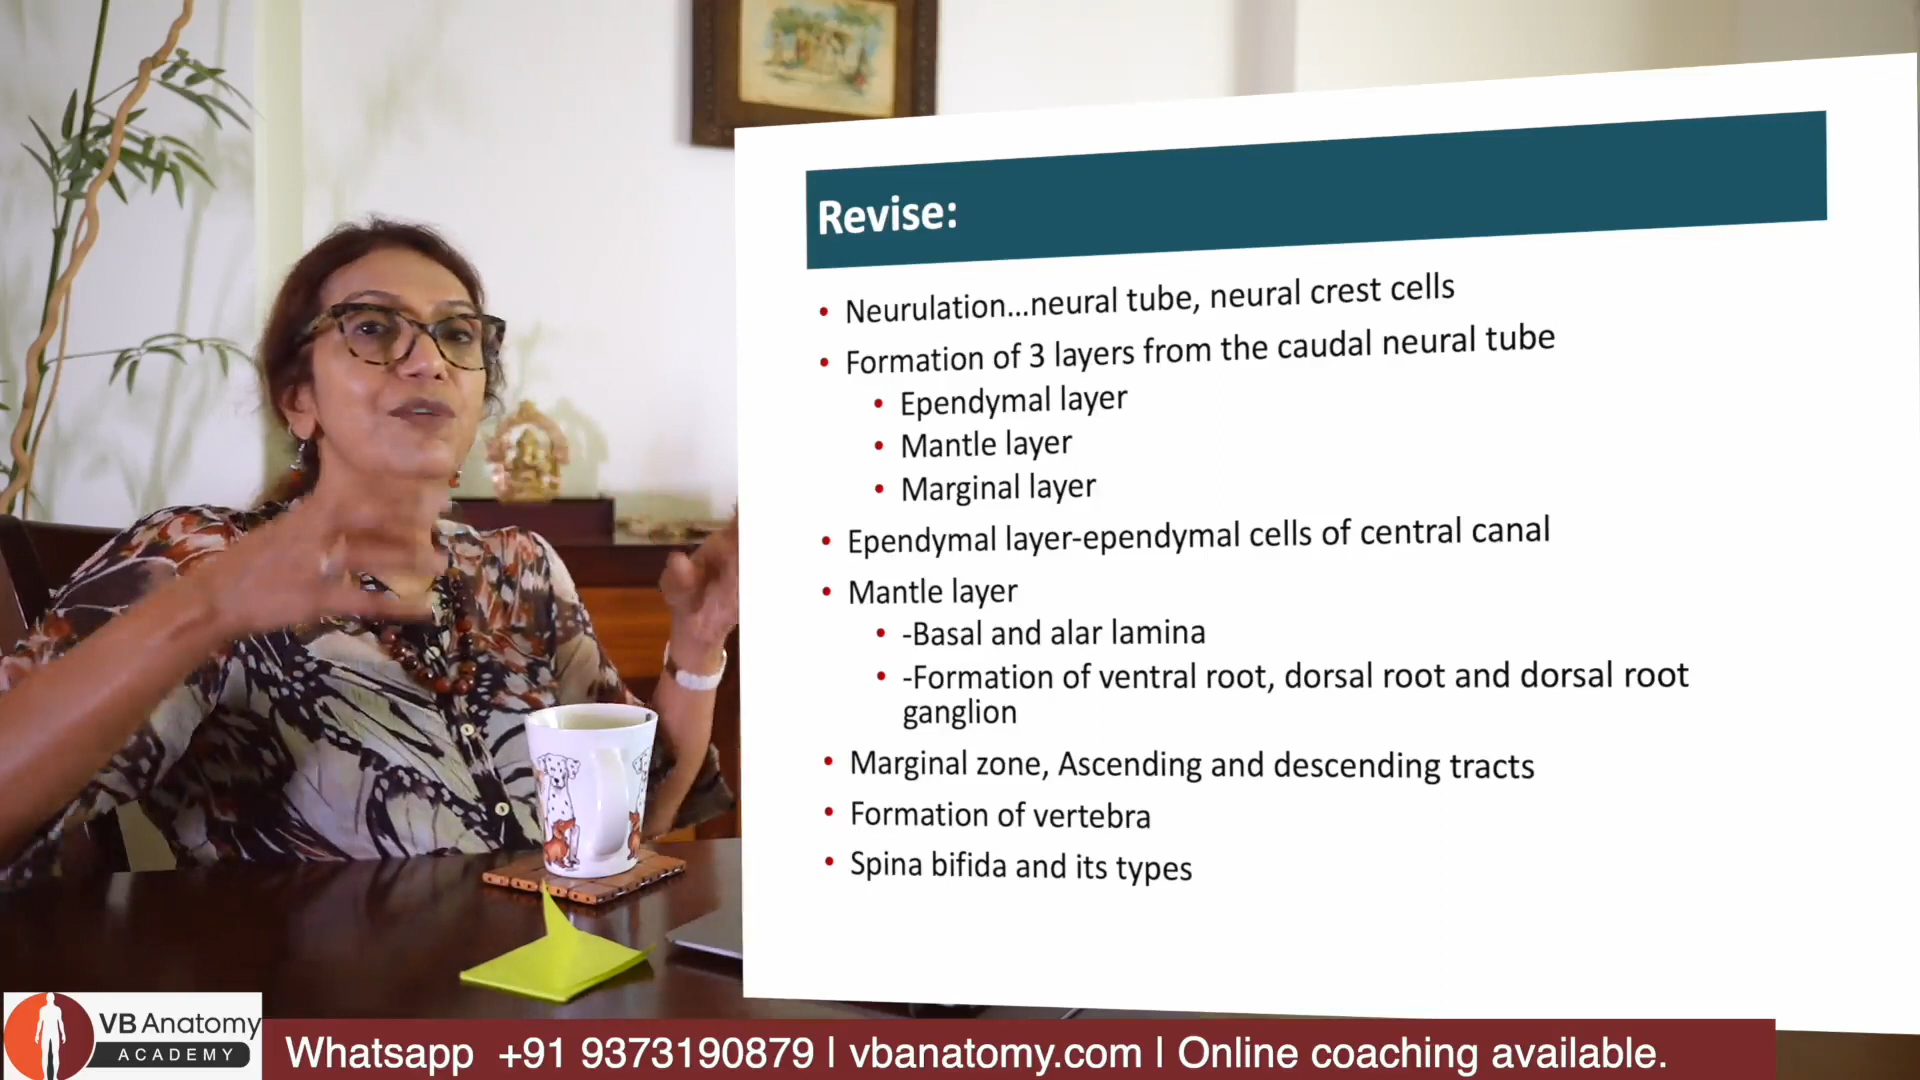 Revise:
• Neurulation...neural tube, neural crest cells
• Formation of 3 layers from the caudal neural tube
• Ependymal layer
• Mantle layer
• Marginal layer
• Ependymal layer-ependymal cells of central canal
• Mantle layer
• -Basal and alar lamina
• -Formation of ventral root, dorsal root and dorsal root
ganglion
• Marginal zone, Ascending and descending tracts
• Formation of vertebra
• Spina bifida and its types
VB Anatomy
ACADEMY
Whatsapp +91 9373190879 | vbanatomy.com | Online coaching available.